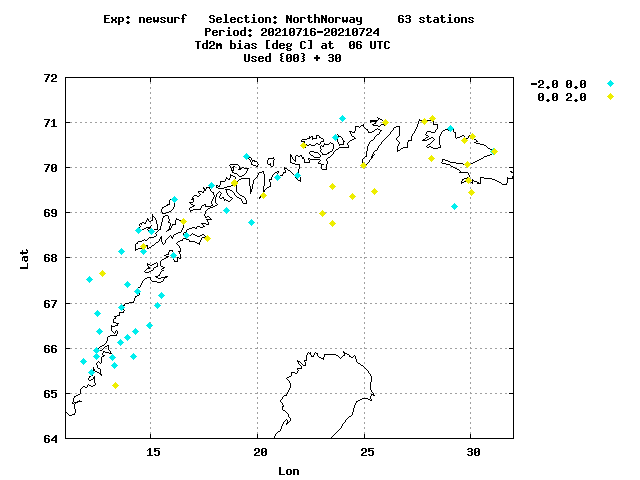 Exp: newsurf   Selection: NorthNorway     63 stations
Period: 20210716-20210724
Td2m bias [deg C] at  06 UTC
Used {00} + 30
-2.0 0.0
0.0 2.0
72
71
70
69
68
67
66
65
64
Lat
15 20 25 30
Lon